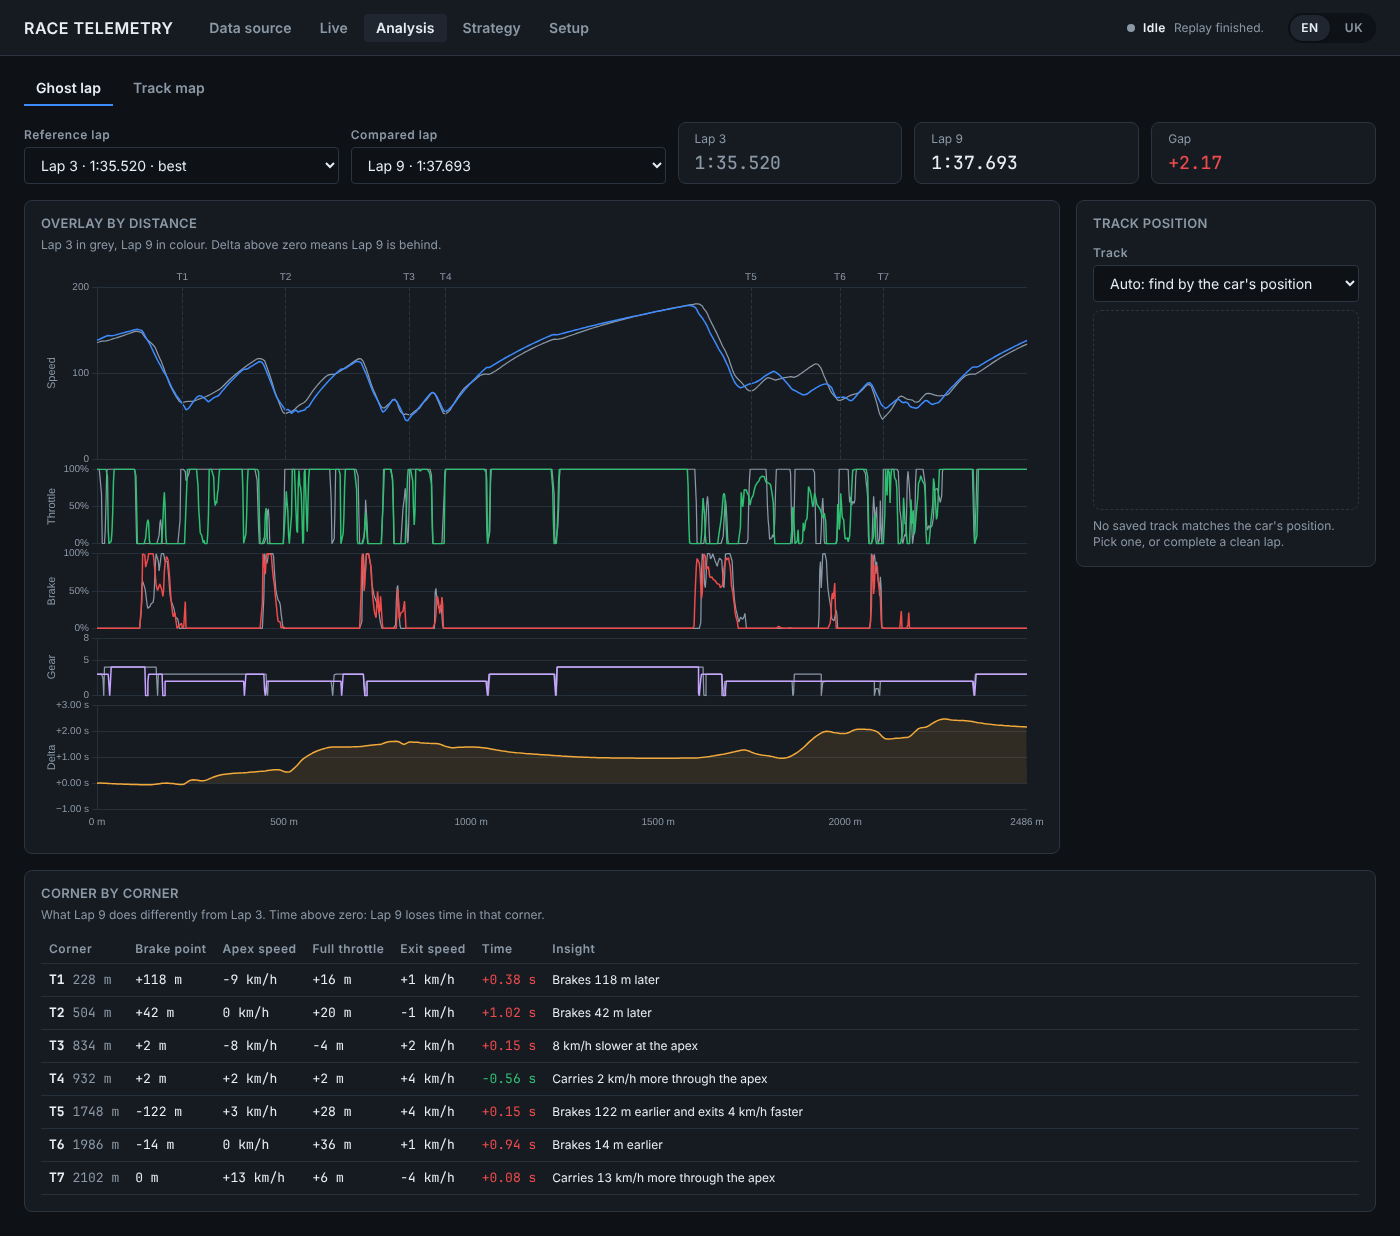 RACE TELEMETRY
Data source
Live
Analysis
Strategy
Setup
Idle Replay finished.
EN
UK
Ghost lap
Track map
Reference lap
Lap 3 · 1:35.520 · best
Compared lap
Lap 9 · 1:37.693
Lap 3
1:35.520
Lap 9
1:37.693
Gap
+2.17
OVERLAY BY DISTANCE
Lap 3 in grey, Lap 9 in colour. Delta above zero means Lap 9 is behind.
T1 T2 T3 T4 T5 T6 T7
Speed
200
100
0
Throttle
100%
50%
0%
Brake
100%
50%
0%
Gear
8
5
0
Delta
+3.00 s
+2.00 s
+1.00 s
+0.00 s
−1.00 s
0 m 500 m 1000 m 1500 m 2000 m 2486 m
TRACK POSITION
Track
Auto: find by the car's position
No saved track matches the car's position.
Pick one, or complete a clean lap.
CORNER BY CORNER
What Lap 9 does differently from Lap 3. Time above zero: Lap 9 loses time in that corner.
Corner Brake point Apex speed Full throttle Exit speed Time Insight
T1 228 m +118 m -9 km/h +16 m +1 km/h +0.38 s Brakes 118 m later
T2 504 m +42 m 0 km/h +20 m -1 km/h +1.02 s Brakes 42 m later
T3 834 m +2 m -8 km/h -4 m +2 km/h +0.15 s 8 km/h slower at the apex
T4 932 m +2 m +2 km/h +2 m +4 km/h -0.56 s Carries 2 km/h more through the apex
T5 1748 m -122 m +3 km/h +28 m +4 km/h +0.15 s Brakes 122 m earlier and exits 4 km/h faster
T6 1986 m -14 m 0 km/h +36 m +1 km/h +0.94 s Brakes 14 m earlier
T7 2102 m 0 m +13 km/h +6 m -4 km/h +0.08 s Carries 13 km/h more through the apex